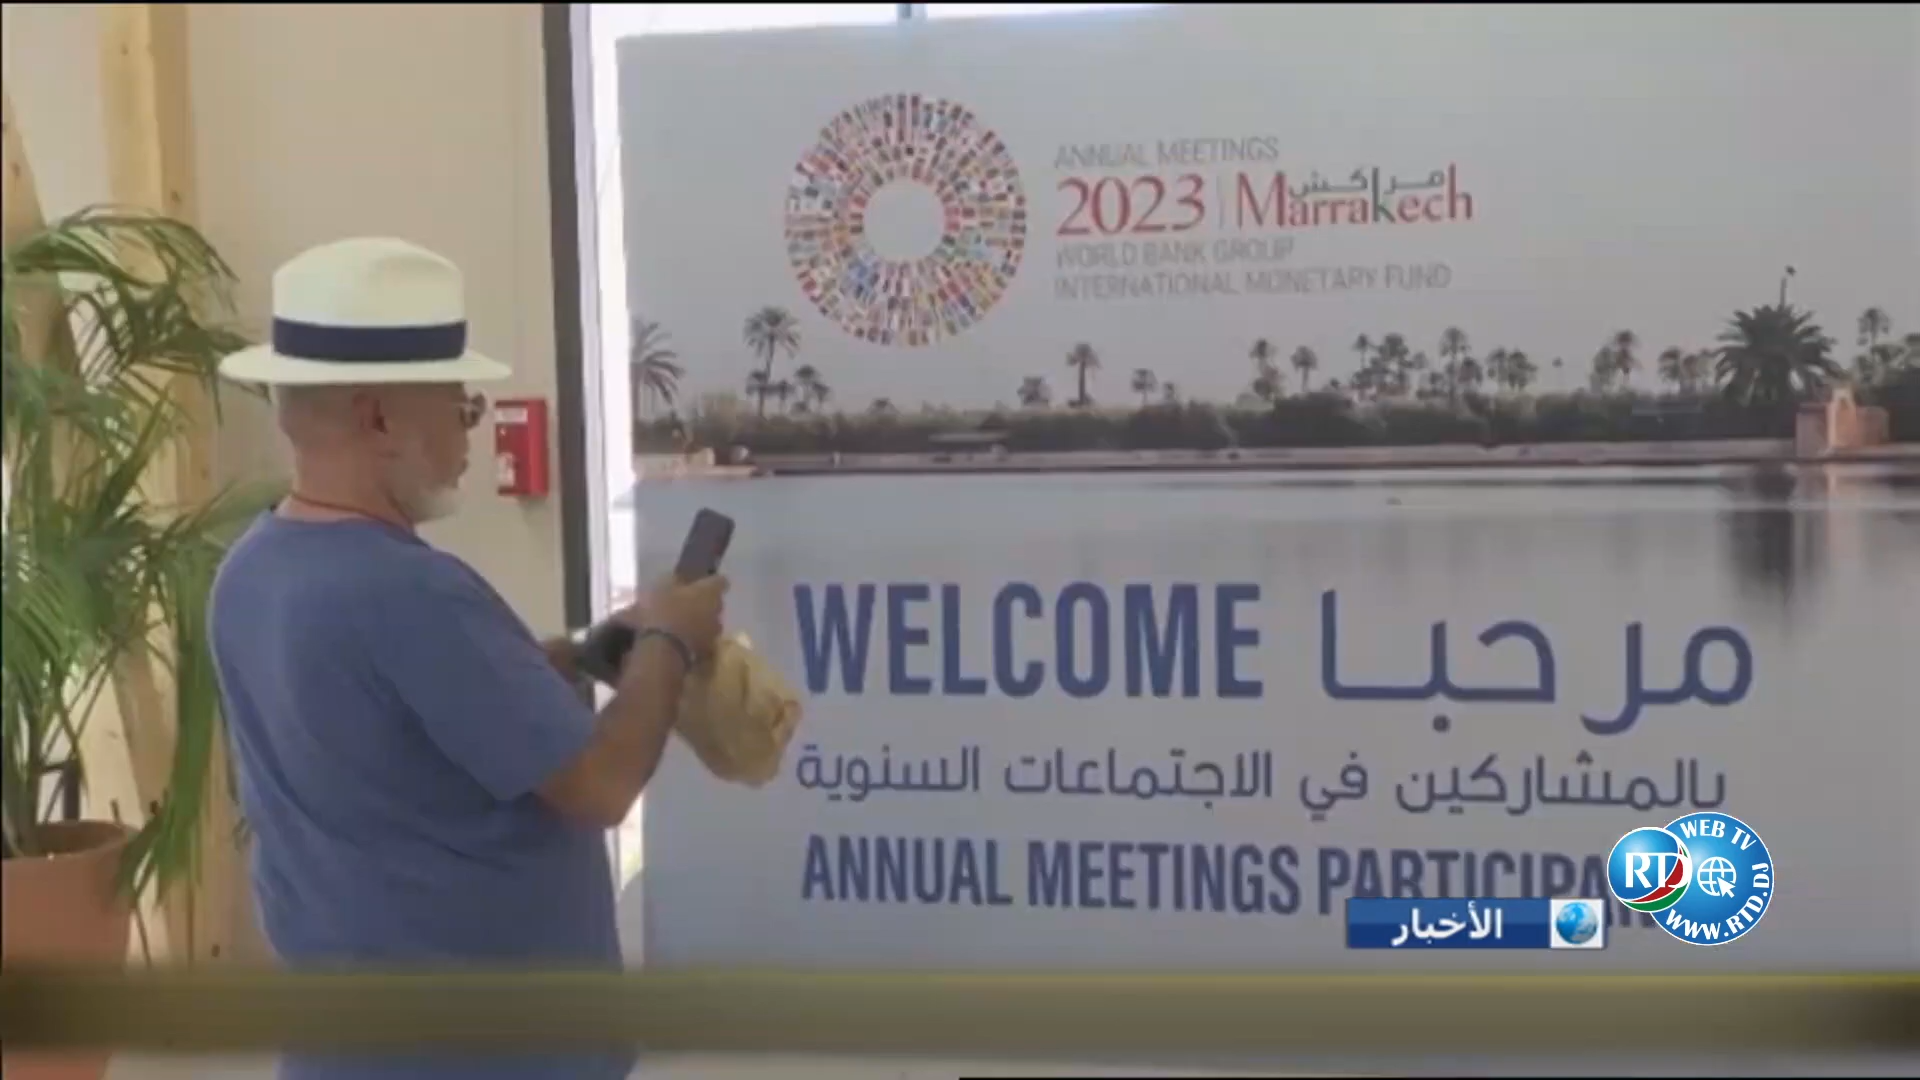 ANNUAL MEETINGS
2023 | Marrakech مراكش
WORLD BANK GROUP
INTERNATIONAL MONETARY FUND
WELCOME مرحبا
بالمشاركين في الاجتماعات السنوية
ANNUAL MEETINGS
الأخبار
RTD
WEB TV
WWW.RTD.DJ